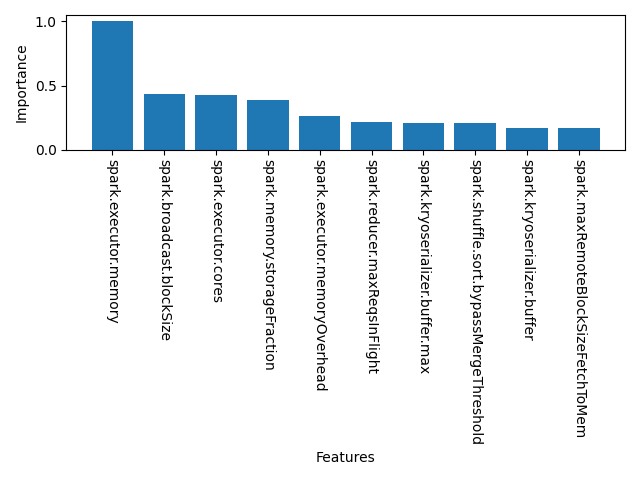 1.0
0.5
0.0
Importance
spark.executor.memory
spark.broadcast.blockSize
spark.executor.cores
spark.memory.storageFraction
spark.executor.memoryOverhead
spark.reducer.maxReqsInFlight
spark.kryoserializer.buffer.max
spark.shuffle.sort.bypassMergeThreshold
spark.kryoserializer.buffer
spark.maxRemoteBlockSizeFetchToMem
Features